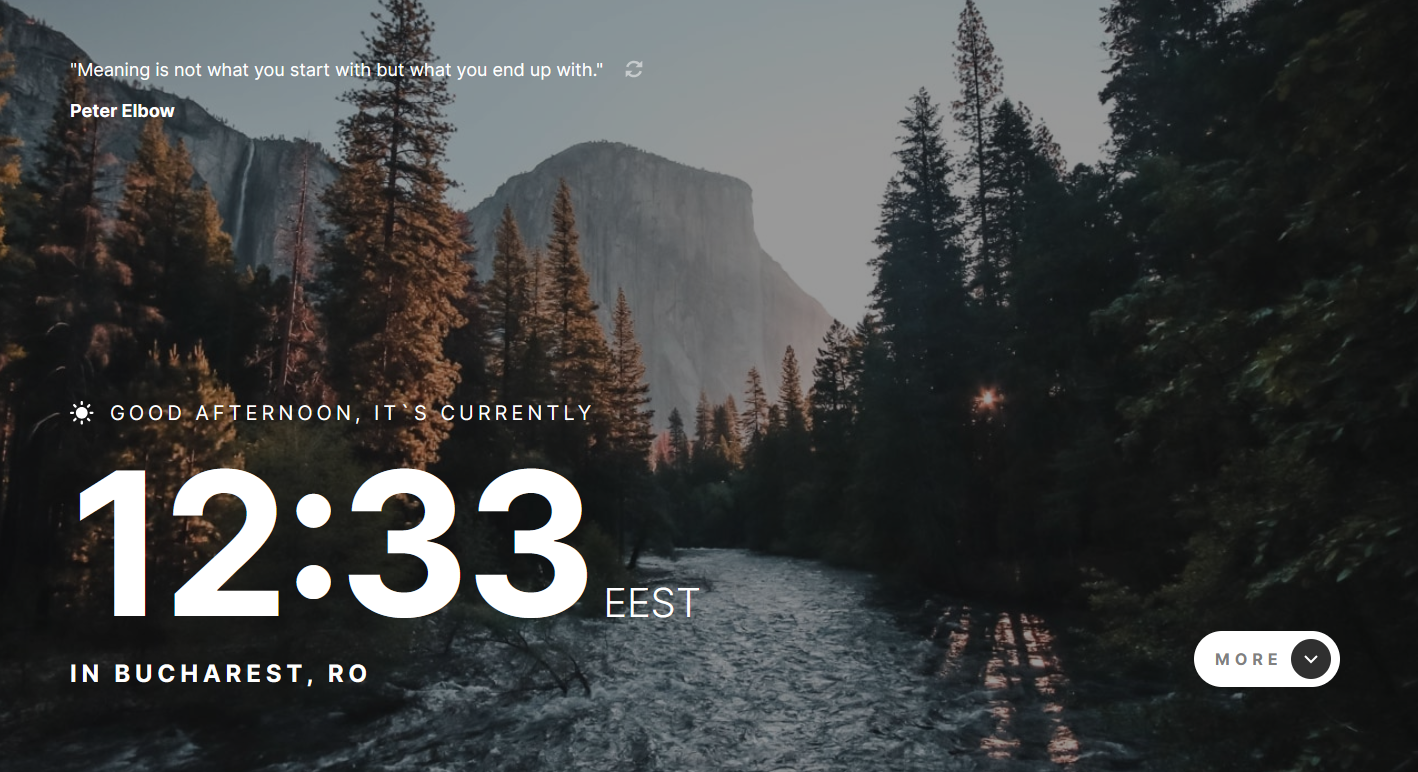 "Meaning is not what you start with but what you end up with."
Peter Elbow
GOOD AFTERNOON, IT`S CURRENTLY
12:33 EEST
IN BUCHAREST, RO
MORE